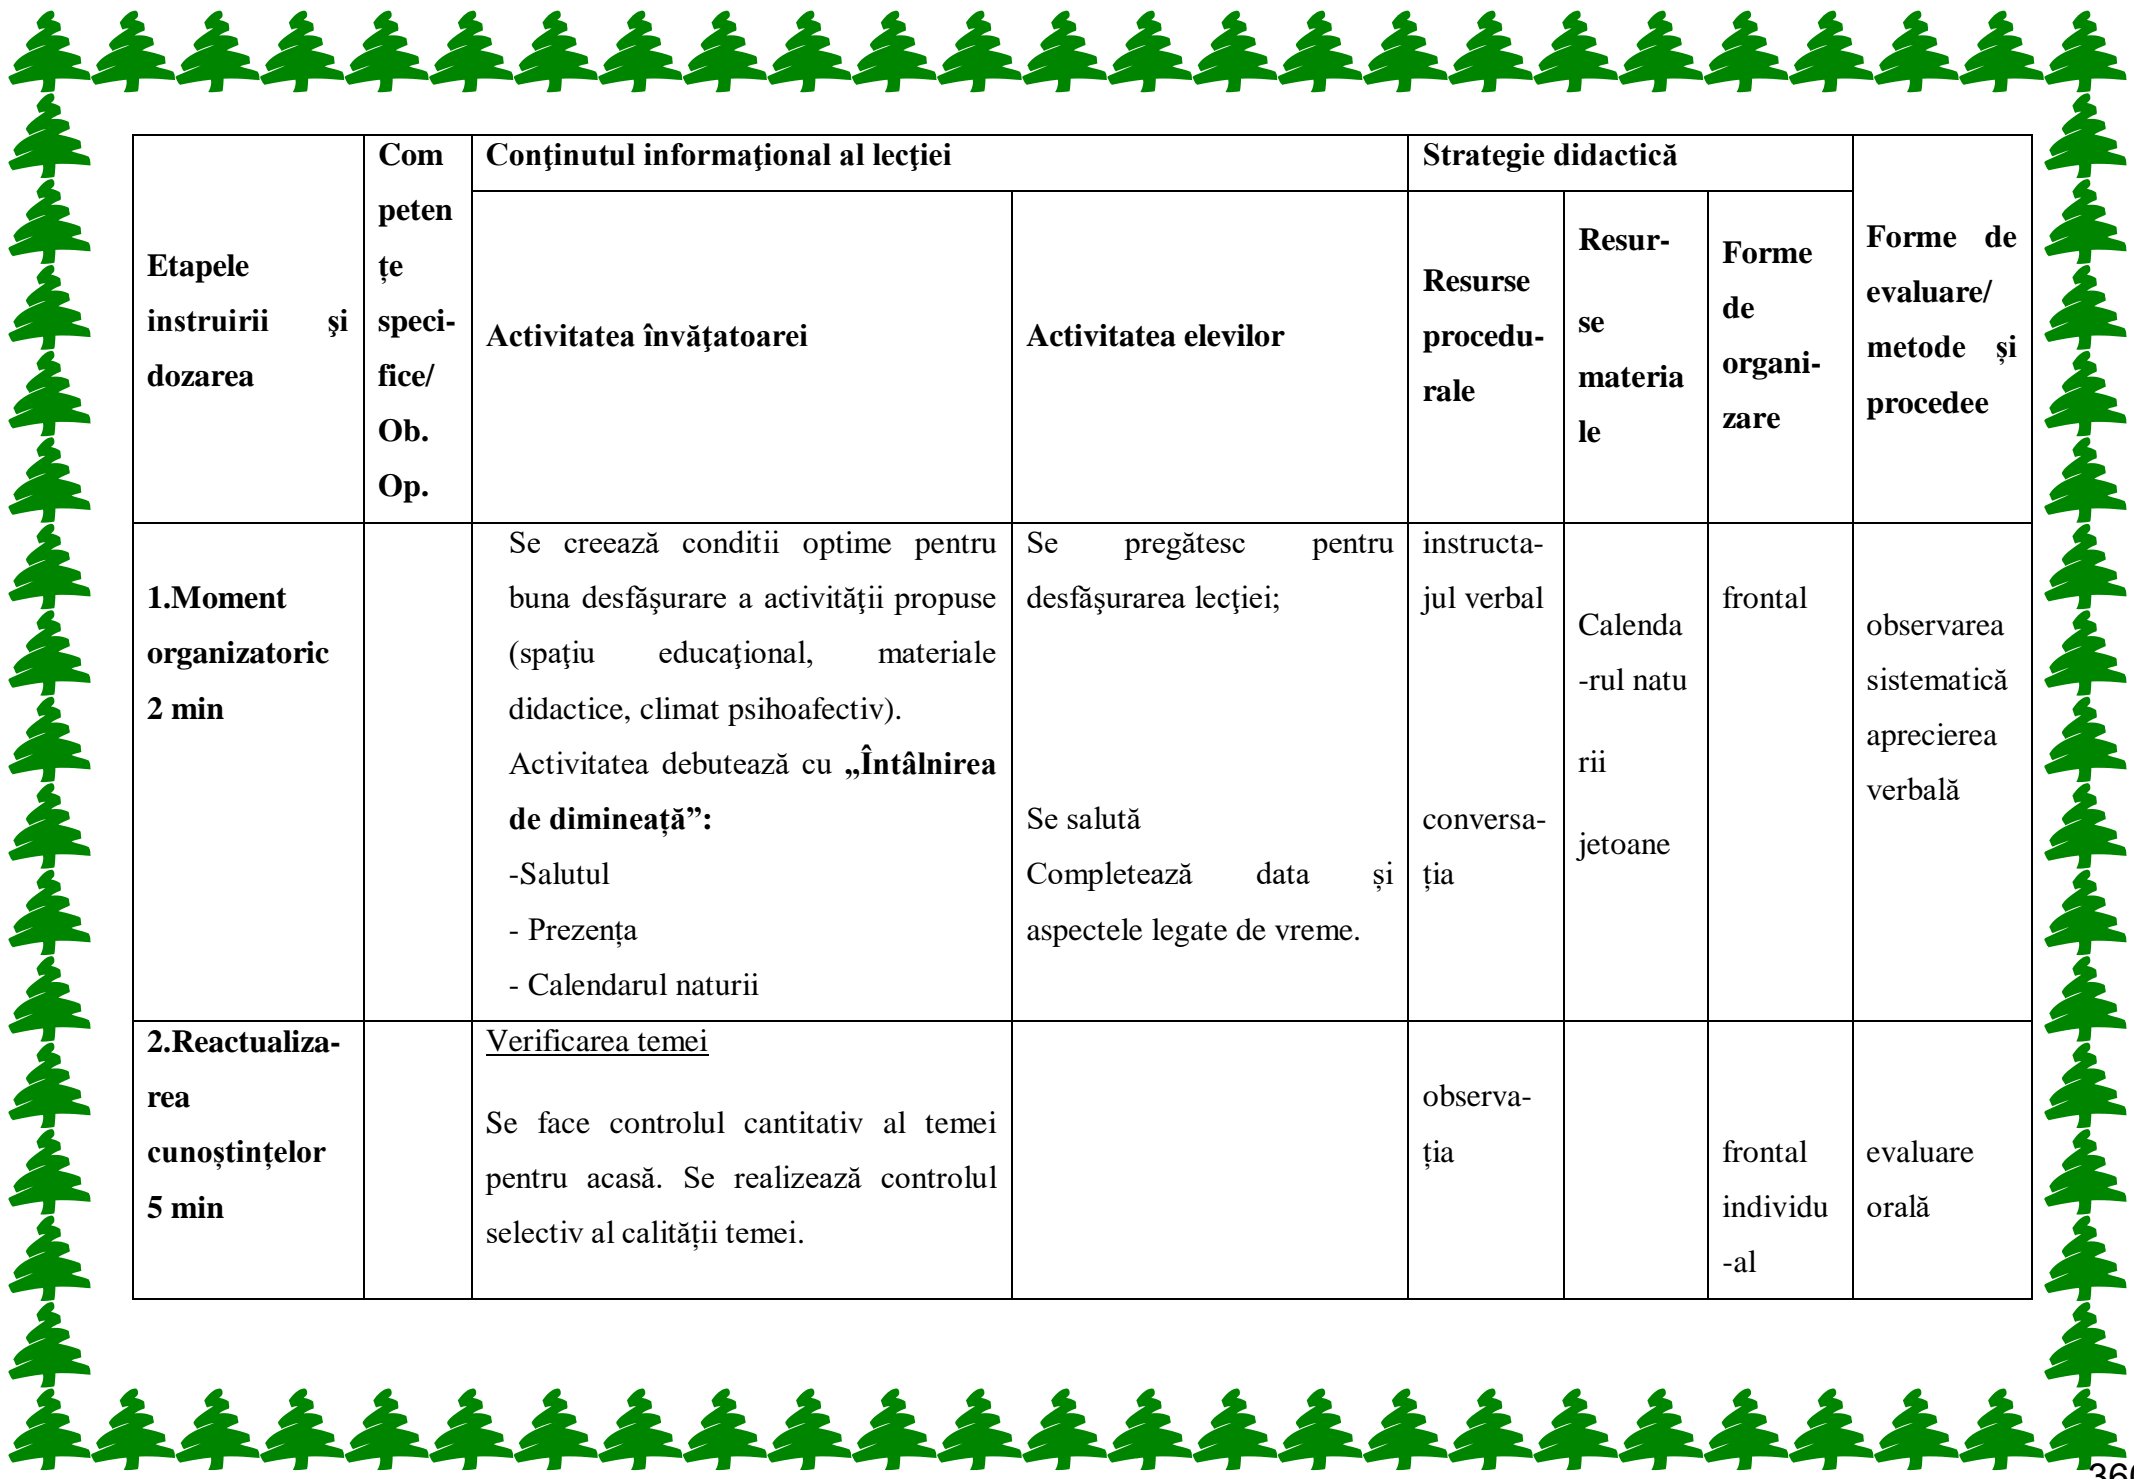 Etapele
instruirii şi
dozarea
Com
peten
țe
speci-
fice/
Ob.
Op.
Conţinutul informaţional al lecţiei
Strategie didactică
Activitatea învăţatoarei
Activitatea elevilor
Resurse
procedu-
rale
Resur-
se
materia
le
Forme
de
organi-
zare
Forme de
evaluare/
metode și
procedee
1.Moment
organizatoric
2 min
Se creează conditii optime pentru
buna desfăşurare a activităţii propuse
(spaţiu educaţional, materiale
didactice, climat psihoafectiv).
Activitatea debutează cu „Întâlnirea
de dimineață”:
-Salutul
- Prezența
- Calendarul naturii
Se pregătesc pentru
desfăşurarea lecţiei;
Se salută
Completează data și
aspectele legate de vreme.
instructa-
jul verbal
conversa-
ția
Calenda
-rul natu
rii
jetoane
frontal
observarea
sistematică
aprecierea
verbală
2.Reactualiza-
rea
cunoștințelor
5 min
Verificarea temei
Se face controlul cantitativ al temei
pentru acasă. Se realizează controlul
selectiv al calității temei.
observa-
ția
frontal
individu
-al
evaluare
orală